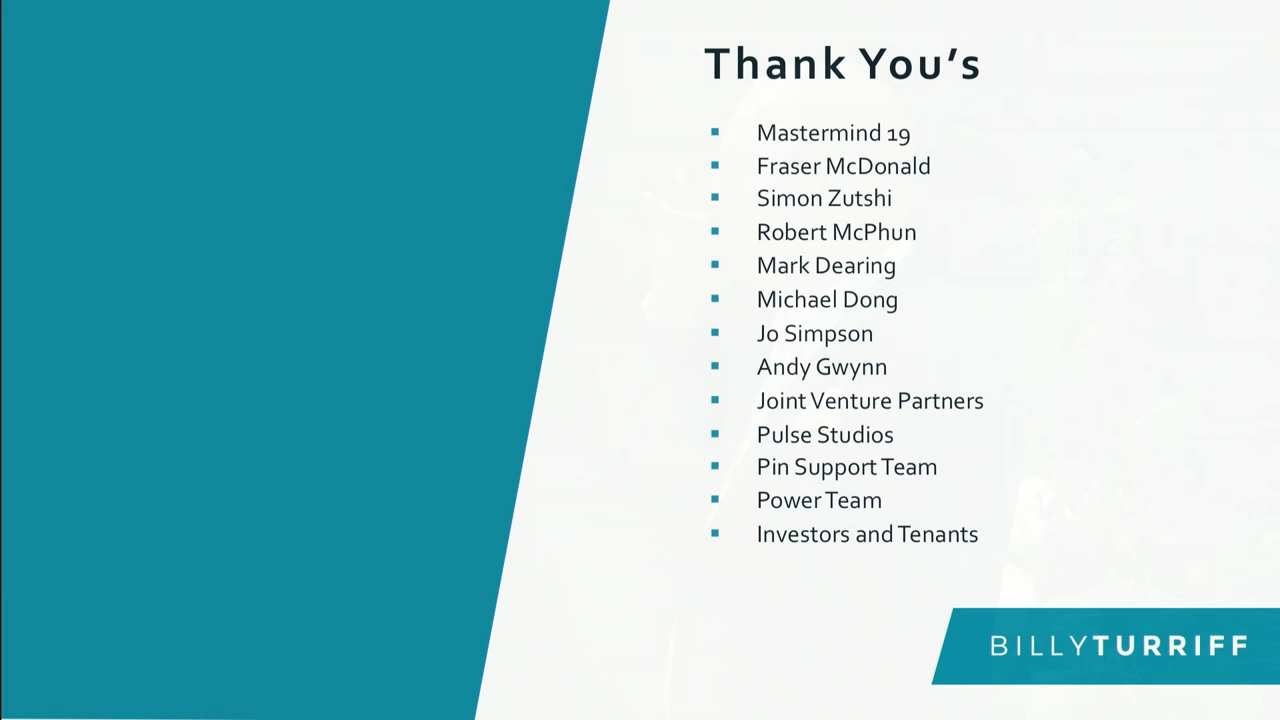 Thank You’s
Mastermind 19
Fraser McDonald
Simon Zutshi
Robert McPhun
Mark Dearing
Michael Dong
Jo Simpson
Andy Gwynn
Joint Venture Partners
Pulse Studios
Pin Support Team
Power Team
Investors and Tenants
BILLYTURRIFF